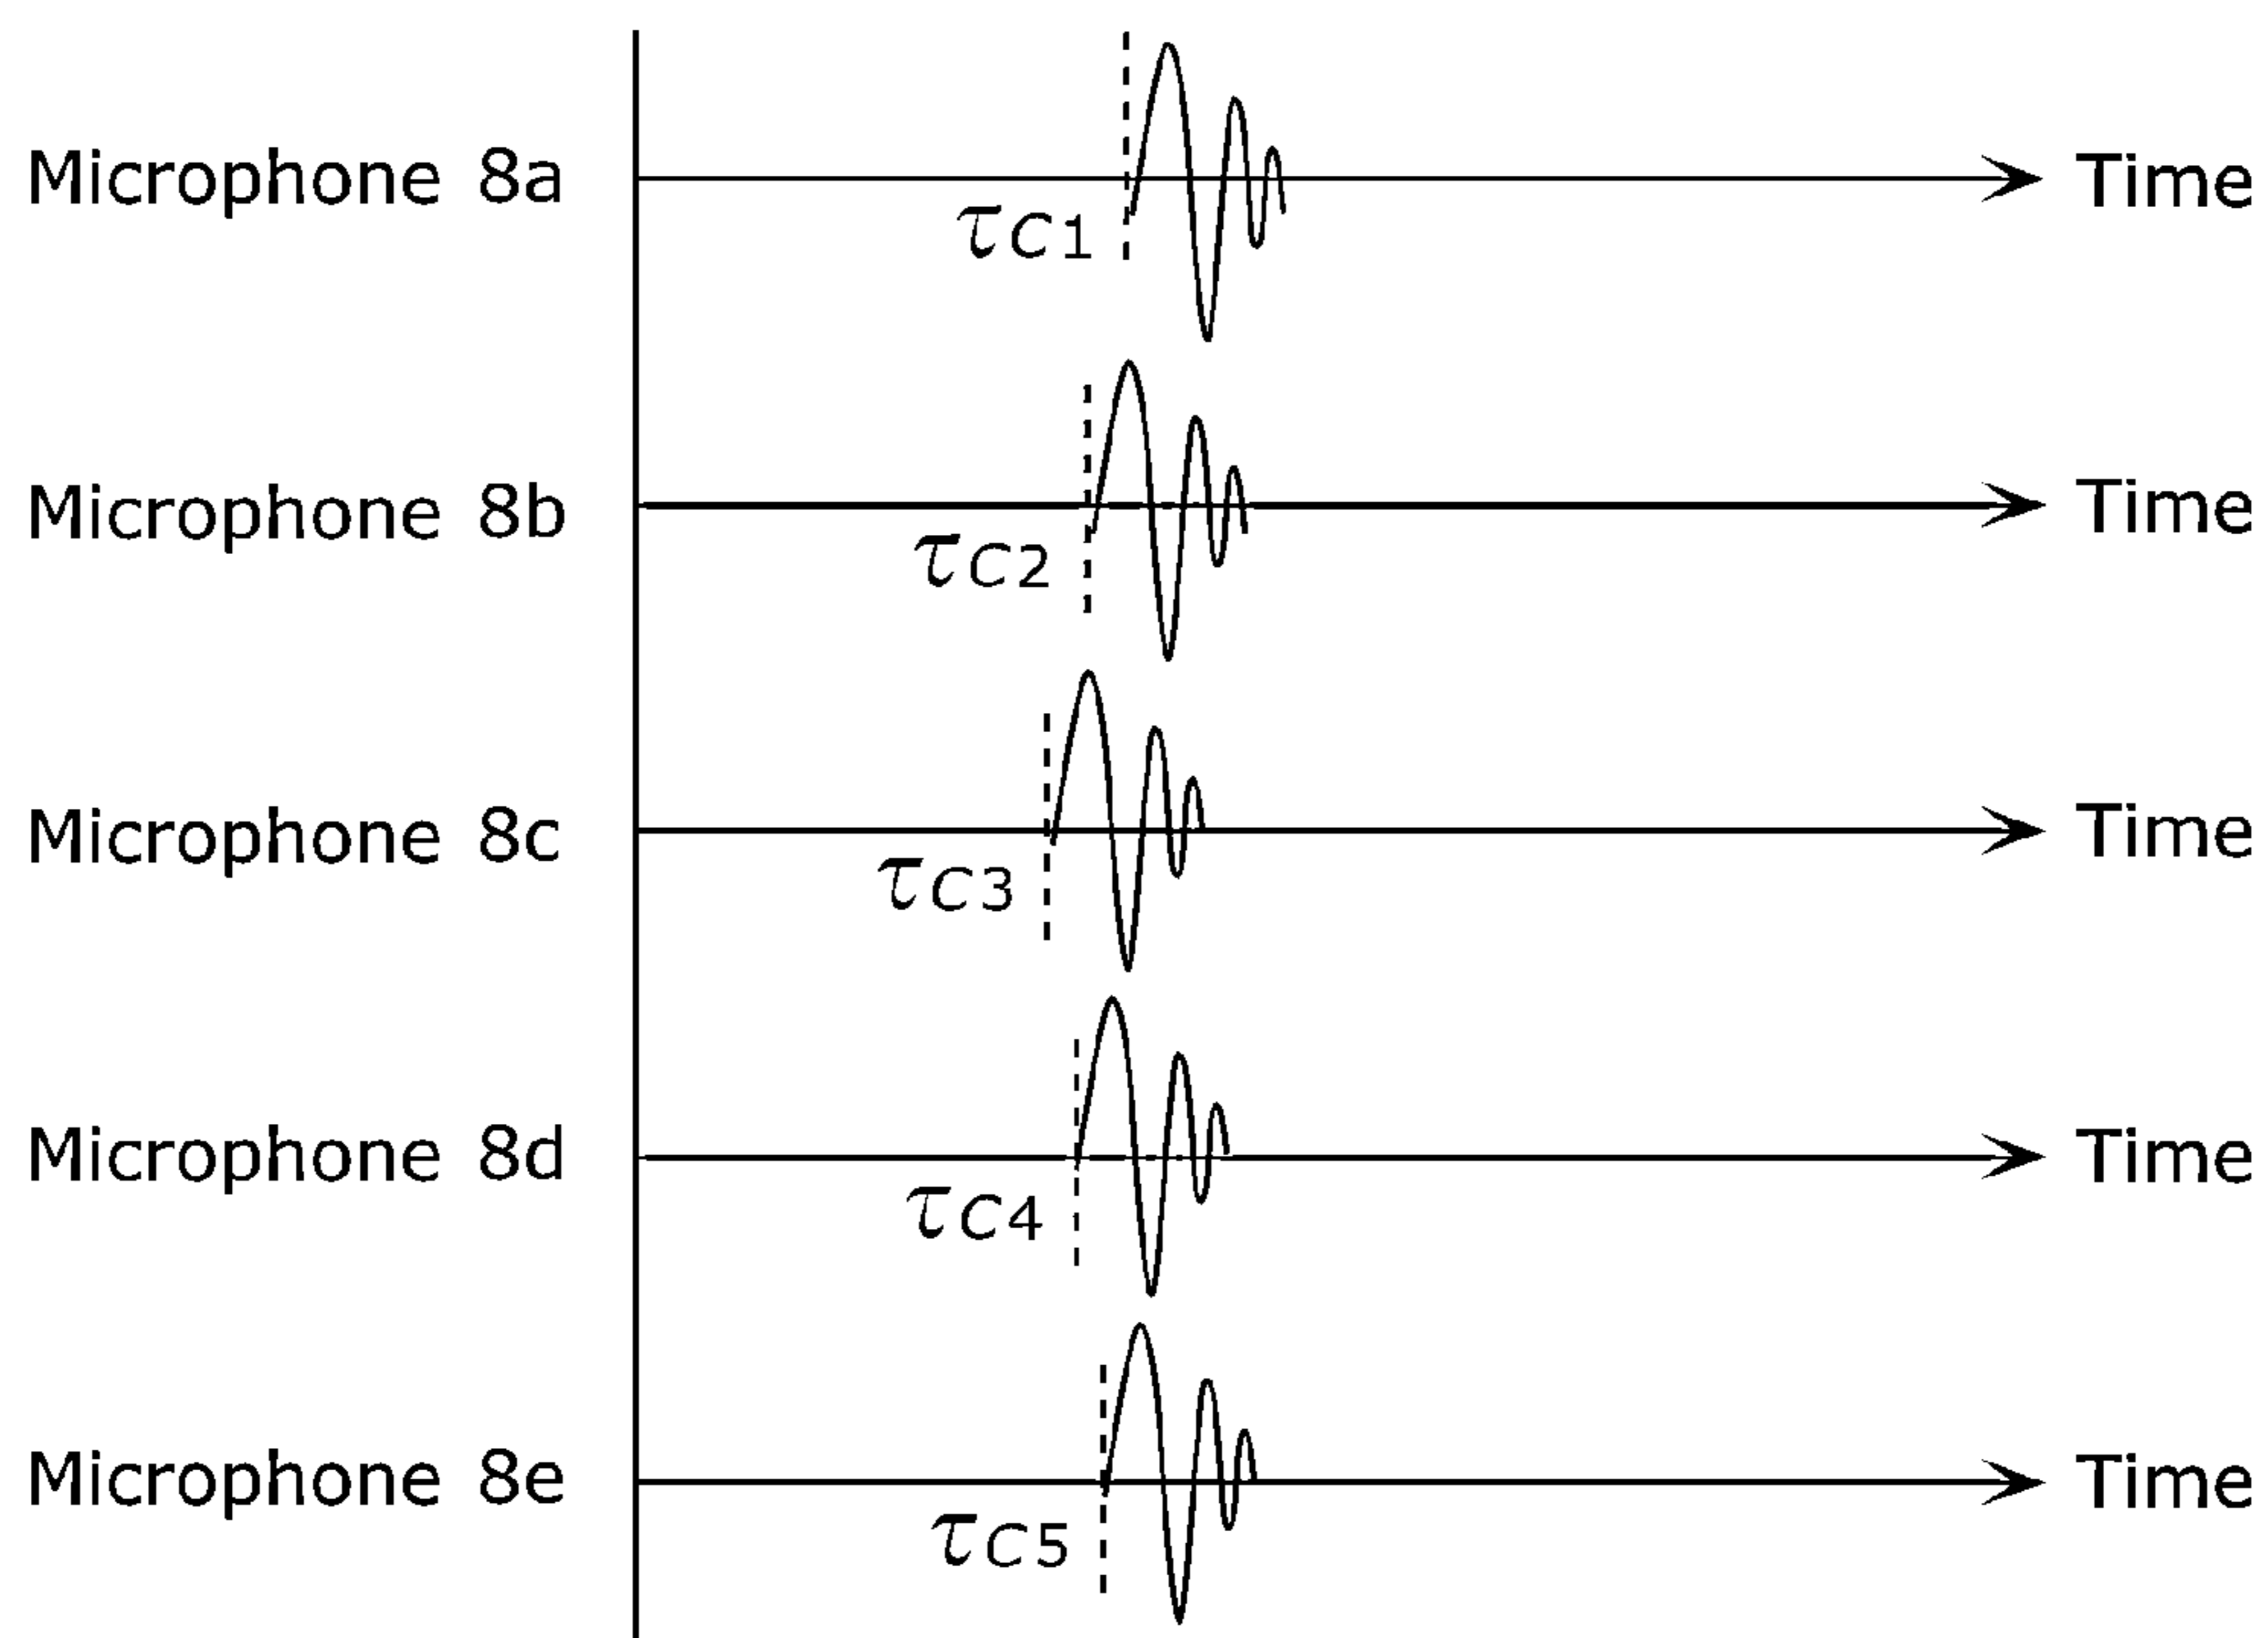 Microphone 8a Time
τC1
Microphone 8b Time
τC2
Microphone 8c Time
τC3
Microphone 8d Time
τC4
Microphone 8e Time
τC5